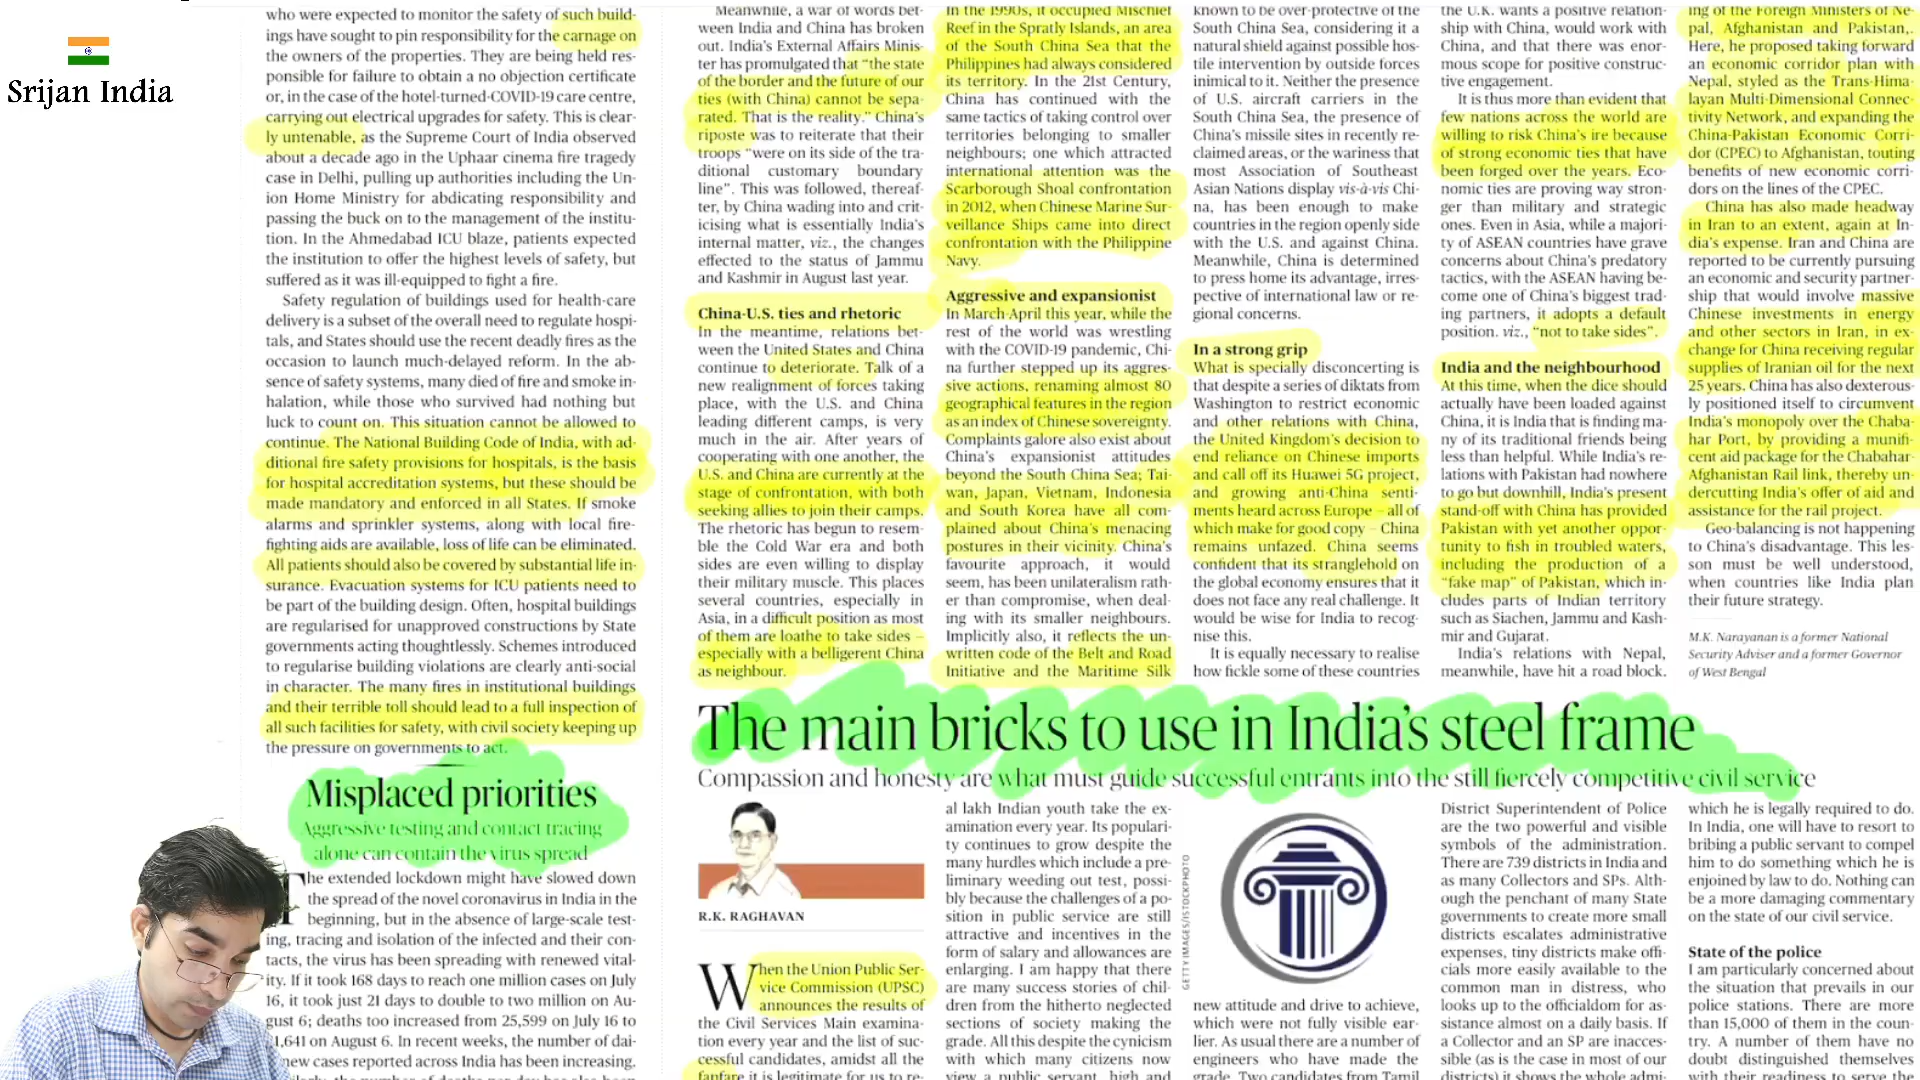 Srijan India
who were expected to monitor the safety of such build-
ings have sought to pin responsibility for the carnage on
the owners of the properties. They are being held res-
ponsible for failure to obtain a no objection certificate
or, in the case of the hotel-turned-COVID-19 care centre,
carrying out electrical upgrades for safety. This is clear-
ly untenable, as the Supreme Court of India observed
about a decade ago in the Uphaar cinema fire tragedy
case in Delhi, pulling up authorities including the Un-
ion Home Ministry for abdicating responsibility and
passing the buck on to the management of the institu-
tion. In the Ahmedabad ICU blaze, patients expected
the institution to offer the highest levels of safety, but
suffered as it was ill-equipped to fight a fire.
Safety regulation of buildings used for health-care
delivery is a subset of the overall need to regulate hospi-
tals, and States should use the recent deadly fires as the
occasion to launch much-delayed reform. In the ab-
sence of safety systems, many died of fire and smoke in-
halation, while those who survived had nothing but
luck to count on. This situation cannot be allowed to
continue. The National Building Code of India, with ad-
ditional fire safety provisions for hospitals, is the basis
for hospital accreditation systems, but these should be
made mandatory and enforced in all States. If smoke
alarms and sprinkler systems, along with local fire-
fighting aids are available, loss of life can be eliminated.
All patients should also be covered by substantial life in-
surance. Evacuation systems for ICU patients need to
be part of the building design. Often, hospital buildings
are regularised for unapproved constructions by State
governments acting thoughtlessly. Schemes introduced
to regularise building violations are clearly anti-social
in character. The many fires in institutional buildings
and their terrible toll should lead to a full inspection of
all such facilities for safety, with civil society keeping up
the pressure on governments to act.
Misplaced priorities
Aggressive testing and contact tracing
alone can contain the virus spread
The extended lockdown might have slowed down
the spread of the novel coronavirus in India in the
beginning, but in the absence of large-scale test-
ing, tracing and isolation of the infected and their con-
tacts, the virus has been spreading with renewed vital-
ity. If it took 168 days to reach one million cases on July
16, it took just 21 days to double to two million on Au-
gust 6; deaths too increased from 25,599 on July 16 to
1,641 on August 6. In recent weeks, the number of dai-
new cases reported across India has been increasing.
Meanwhile, a war of words bet-
ween India and China has broken
out. India's External Affairs Minis-
ter has promulgated that "the state
of the border and the future of our
ties (with China) cannot be sepa-
rated. That is the reality." China's
riposte was to reiterate that their
troops "were on its side of the tra-
ditional customary boundary
line". This was followed, thereaf-
ter, by China wading into and crit-
icising what is essentially India's
internal matter, viz., the changes
effected to the status of Jammu
and Kashmir in August last year.
China-U.S. ties and rhetoric
In the meantime, relations bet-
ween the United States and China
continue to deteriorate. Talk of a
new realignment of forces taking
place, with the U.S. and China
leading different camps, is very
much in the air. After years of
cooperating with one another, the
U.S. and China are currently at the
stage of confrontation, with both
seeking allies to join their camps.
The rhetoric has begun to resem-
ble the Cold War era and both
sides are even willing to display
their military muscle. This places
several countries, especially in
Asia, in a difficult position as most
of them are loathe to take sides –
especially with a belligerent China
as neighbour.
In the 1990s, it occupied Mischief
Reef in the Spratly Islands, an area
of the South China Sea that the
Philippines had always considered
its territory. In the 21st Century,
China has continued with the
same tactics of taking control over
territories belonging to smaller
neighbours; one which attracted
international attention was the
Scarborough Shoal confrontation
in 2012, when Chinese Marine Sur-
veillance Ships came into direct
confrontation with the Philippine
Navy.
Aggressive and expansionist
In March-April this year, while the
rest of the world was wrestling
with the COVID-19 pandemic, Chi-
na further stepped up its aggres-
sive actions, renaming almost 80
geographical features in the region
as an index of Chinese sovereignty.
Complaints galore also exist about
China's expansionist attitudes
beyond the South China Sea; Tai-
wan, Japan, Vietnam, Indonesia
and South Korea have all com-
plained about China's menacing
postures in their vicinity. China's
favourite approach, it would
seem, has been unilateralism rath-
er than compromise, when deal-
ing with its smaller neighbours.
Implicitly also, it reflects the un-
written code of the Belt and Road
Initiative and the Maritime Silk
known to be over-protective of the
South China Sea, considering it a
natural shield against possible hos-
tile intervention by outside forces
inimical to it. Neither the presence
of U.S. aircraft carriers in the
South China Sea, the presence of
China's missile sites in recently re-
claimed areas, or the wariness that
most Association of Southeast
Asian Nations display vis-à-vis Chi-
na, has been enough to make
countries in the region openly side
with the U.S. and against China.
Meanwhile, China is determined
to press home its advantage, irres-
pective of international law or re-
gional concerns.
In a strong grip
What is specially disconcerting is
that despite a series of diktats from
Washington to restrict economic
and other relations with China,
the United Kingdom's decision to
end reliance on Chinese imports
and call off its Huawei 5G project,
and growing anti-China senti-
ments heard across Europe – all of
which make for good copy – China
remains unfazed. China seems
confident that its stranglehold on
the global economy ensures that it
does not face any real challenge. It
would be wise for India to recog-
nise this.
It is equally necessary to realise
how fickle some of these countries
the U.K. wants a positive relation-
ship with China, would work with
China, and that there was enor-
mous scope for positive construc-
tive engagement.
It is thus more than evident that
few nations across the world are
willing to risk China's ire because
of strong economic ties that have
been forged over the years. Eco-
nomic ties are proving way stron-
ger than military and strategic
ones. Even in Asia, while a majori-
ty of ASEAN countries have grave
concerns about China's predatory
tactics, with the ASEAN having be-
come one of China's biggest trad-
ing partners, it adopts a default
position. viz., "not to take sides".
India and the neighbourhood
At this time, when the dice should
actually have been loaded against
China, it is India that is finding ma-
ny of its traditional friends being
less than helpful. While India's re-
lations with Pakistan had nowhere
to go but downhill, India's present
stand-off with China has provided
Pakistan with yet another oppor-
tunity to fish in troubled waters,
including the production of a
"fake map" of Pakistan, which in-
cludes parts of Indian territory
such as Siachen, Jammu and Kash-
mir and Gujarat.
India's relations with Nepal,
meanwhile, have hit a road block.
ing of the Foreign Ministers of Ne-
pal, Afghanistan and Pakistan,.
Here, he proposed taking forward
an economic corridor plan with
Nepal, styled as the Trans-Hima-
layan Multi-Dimensional Connec-
tivity Network, and expanding the
China-Pakistan Economic Corri-
dor (CPEC) to Afghanistan, touting
benefits of new economic corri-
dors on the lines of the CPEC.
China has also made headway
in Iran to an extent, again at In-
dia's expense. Iran and China are
reported to be currently pursuing
an economic and security partner-
ship that would involve massive
Chinese investments in energy
and other sectors in Iran, in ex-
change for China receiving regular
supplies of Iranian oil for the next
25 years. China has also dexterous-
ly positioned itself to circumvent
India's monopoly over the Chaba-
har Port, by providing a munifi-
cent aid package for the Chabahar-
Afghanistan Rail link, thereby un-
dercutting India's offer of aid and
assistance for the rail project.
Geo-balancing is not happening
to China's disadvantage. This les-
son must be well understood,
when countries like India plan
their future strategy.
M.K. Narayanan is a former National
Security Adviser and a former Governor
of West Bengal
The main bricks to use in India's steel frame
Compassion and honesty are what must guide successful entrants into the still fiercely competitive civil service
R.K. RAGHAVAN
When the Union Public Ser-
vice Commission (UPSC)
announces the results of
the Civil Services Main examina-
tion every year and the list of suc-
cessful candidates, amidst all the
fanfare it is legitimate for us to re-
al lakh Indian youth take the ex-
amination every year. Its populari-
ty continues to grow despite the
many hurdles which include a pre-
liminary weeding out test, possi-
bly because the challenges of a po-
sition in public service are still
attractive and incentives in the
form of salary and allowances are
enlarging. I am happy that there
are many success stories of chil-
dren from the hitherto neglected
sections of society making the
grade. All this despite the cynicism
with which many citizens now
view a public servant, high and
GETTY IMAGES/ISTOCKPHOTO
new attitude and drive to achieve,
which were not fully visible ear-
lier. As usual there are a number of
engineers who have made the
grade. Two candidates from Tamil
District Superintendent of Police
are the two powerful and visible
symbols of the administration.
There are 739 districts in India and
as many Collectors and SPs. Alth-
ough the penchant of many State
governments to create more small
districts escalates administrative
expenses, tiny districts make offi-
cials more easily available to the
common man in distress, who
looks up to the officialdom for as-
sistance almost on a daily basis. If
a Collector and an SP are inacces-
sible (as is the case in most of our
districts) it shows the whole admi-
which he is legally required to do.
In India, one will have to resort to
bribing a public servant to compel
him to do something which he is
enjoined by law to do. Nothing can
be a more damaging commentary
on the state of our civil service.
State of the police
I am particularly concerned about
the situation that prevails in our
police stations. There are more
than 15,000 of them in the coun-
try. A number of them have no
doubt distinguished themselves
with their readiness to serve the